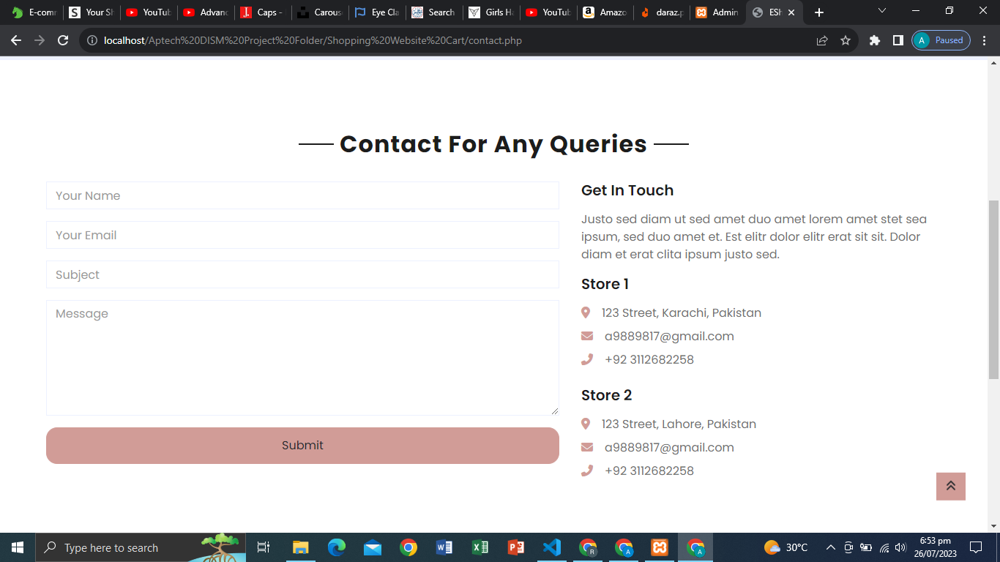 E-comr
Your Sh
YouTub
Advanc
Caps -
Carous
Eye Cla
Search
Girls Ha
YouTub
Amazo
daraz.p
Admin
ESh
localhost/Aptech%20DISM%20Project%20Folder/Shopping%20Website%20Cart/contact.php
A Paused
Contact For Any Queries
Your Name
Your Email
Subject
Message
Submit
Get In Touch
Justo sed diam ut sed amet duo amet lorem amet stet sea
ipsum, sed duo amet et. Est elitr dolor elitr erat sit sit. Dolor
diam et erat clita ipsum justo sed.
Store 1
123 Street, Karachi, Pakistan
a9889817@gmail.com
+92 3112682258
Store 2
123 Street, Lahore, Pakistan
a9889817@gmail.com
+92 3112682258
Type here to search
30°C
6:53 pm
26/07/2023